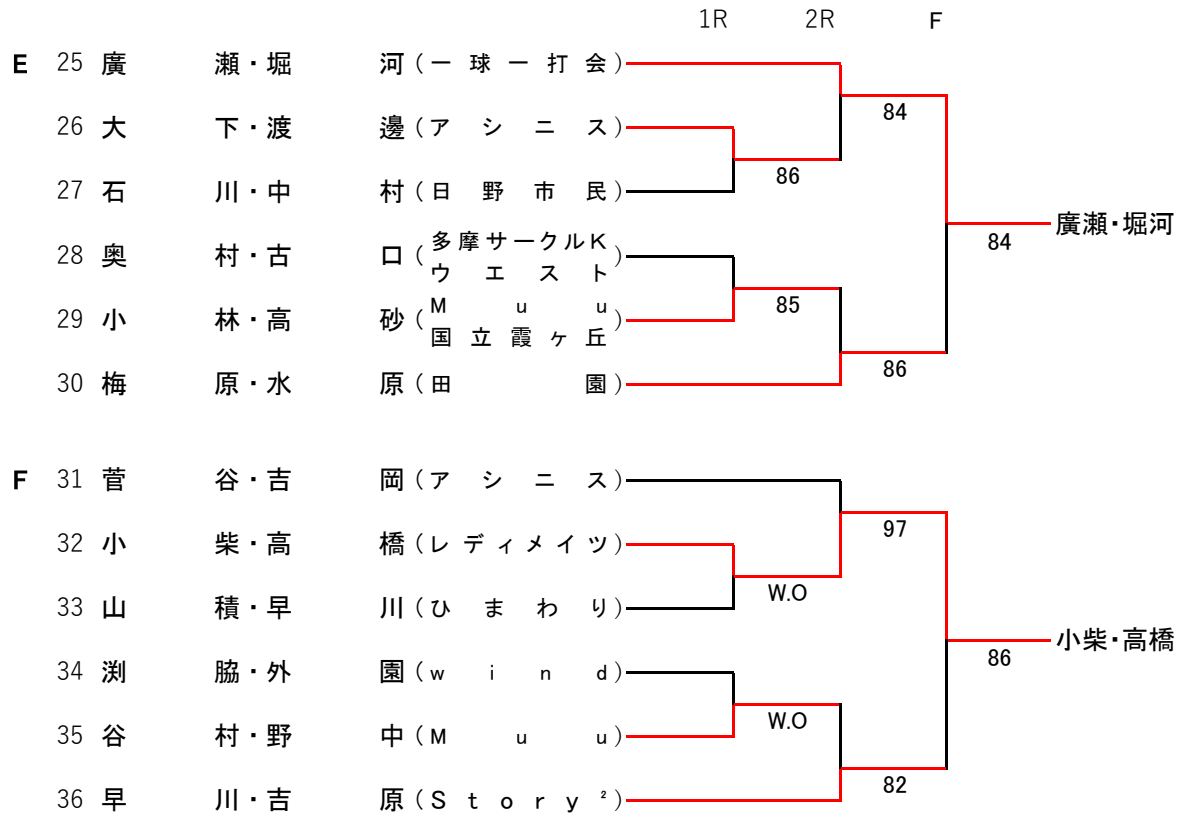 1R 2R F
E 25 廣瀬・堀河(一球一打会)
84
26 大下・渡邊(アシニス)
86
27 石川・中村(日野市民)
廣瀬・堀河
84
28 奥村・古口(多摩サークルK
ウエスト)
29 小林・高砂(Muu
国立霞ヶ丘)
85
30 梅原・水原(田園)
86
F 31 菅谷・吉岡(アシニス)
97
32 小柴・高橋(レディメイツ)
W.O
33 山積・早川(ひまわり)
小柴・高橋
86
34 渕脇・外園(wind)
W.O
35 谷村・野中(Muu)
82
36 早川・吉原(Story²)